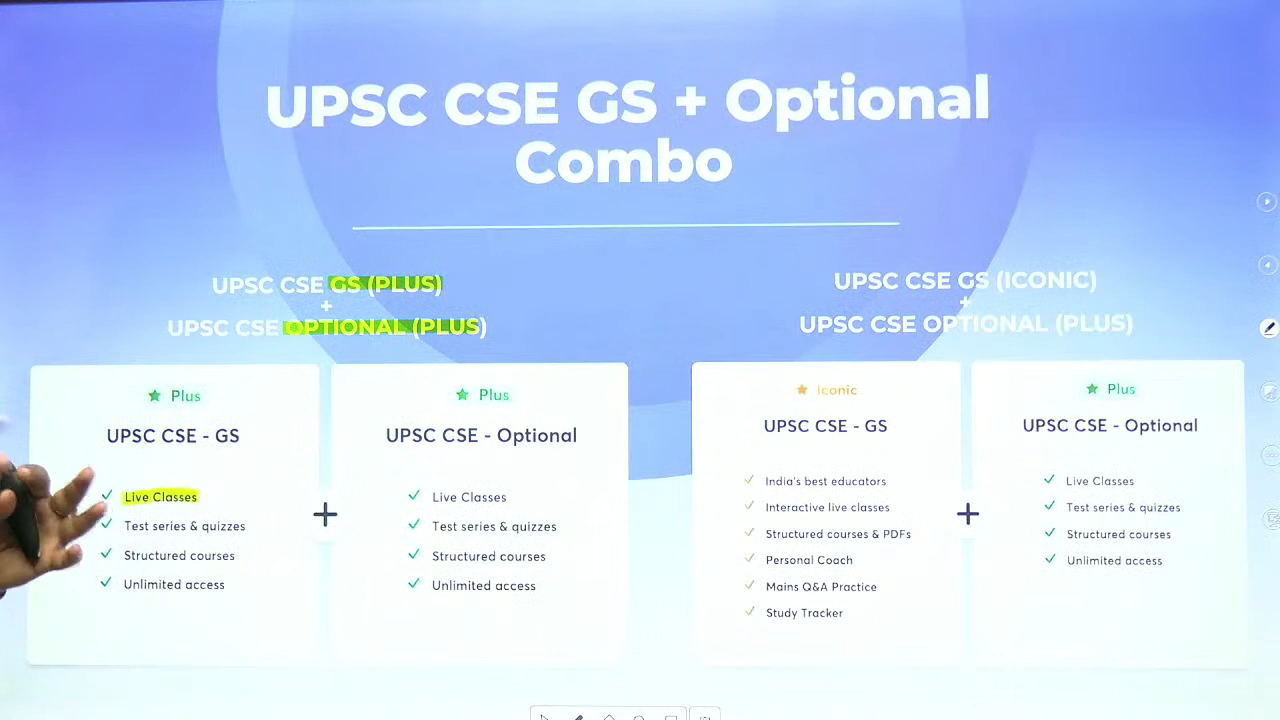 UPSC CSE GS + Optional
Combo
UPSC CSE GS (PLUS)
+
UPSC CSE OPTIONAL (PLUS)
Plus
UPSC CSE - GS
Live Classes
Test series & quizzes
Structured courses
Unlimited access
+
Plus
UPSC CSE - Optional
Live Classes
Test series & quizzes
Structured courses
Unlimited access
UPSC CSE GS (ICONIC)
+
UPSC CSE OPTIONAL (PLUS)
Iconic
UPSC CSE - GS
India's best educators
Interactive live classes
Structured courses & PDFs
Personal Coach
Mains Q&A Practice
Study Tracker
+
Plus
UPSC CSE - Optional
Live Classes
Test series & quizzes
Structured courses
Unlimited access